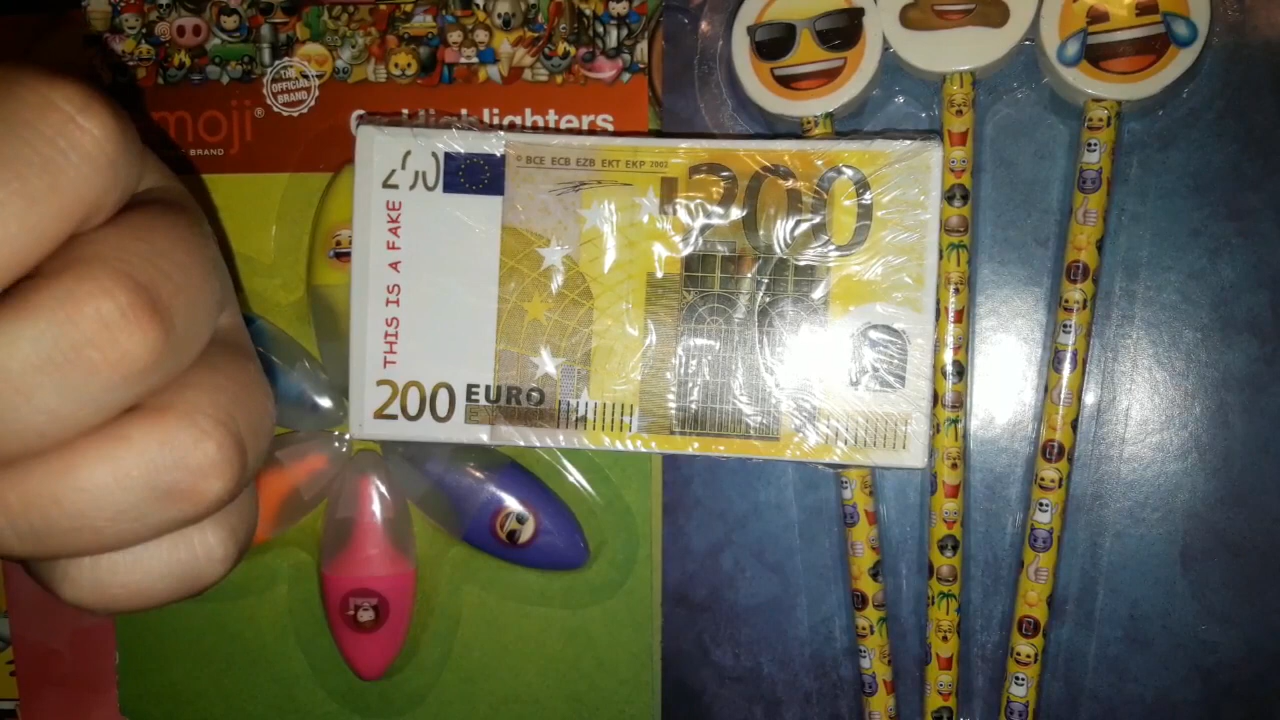 THE
OFFICIAL
BRAND
moji®
BRAND
Highlighters
200
© BCE ECB EZB EKT EKP 2002
200
THIS IS A FAKE
200 EURO